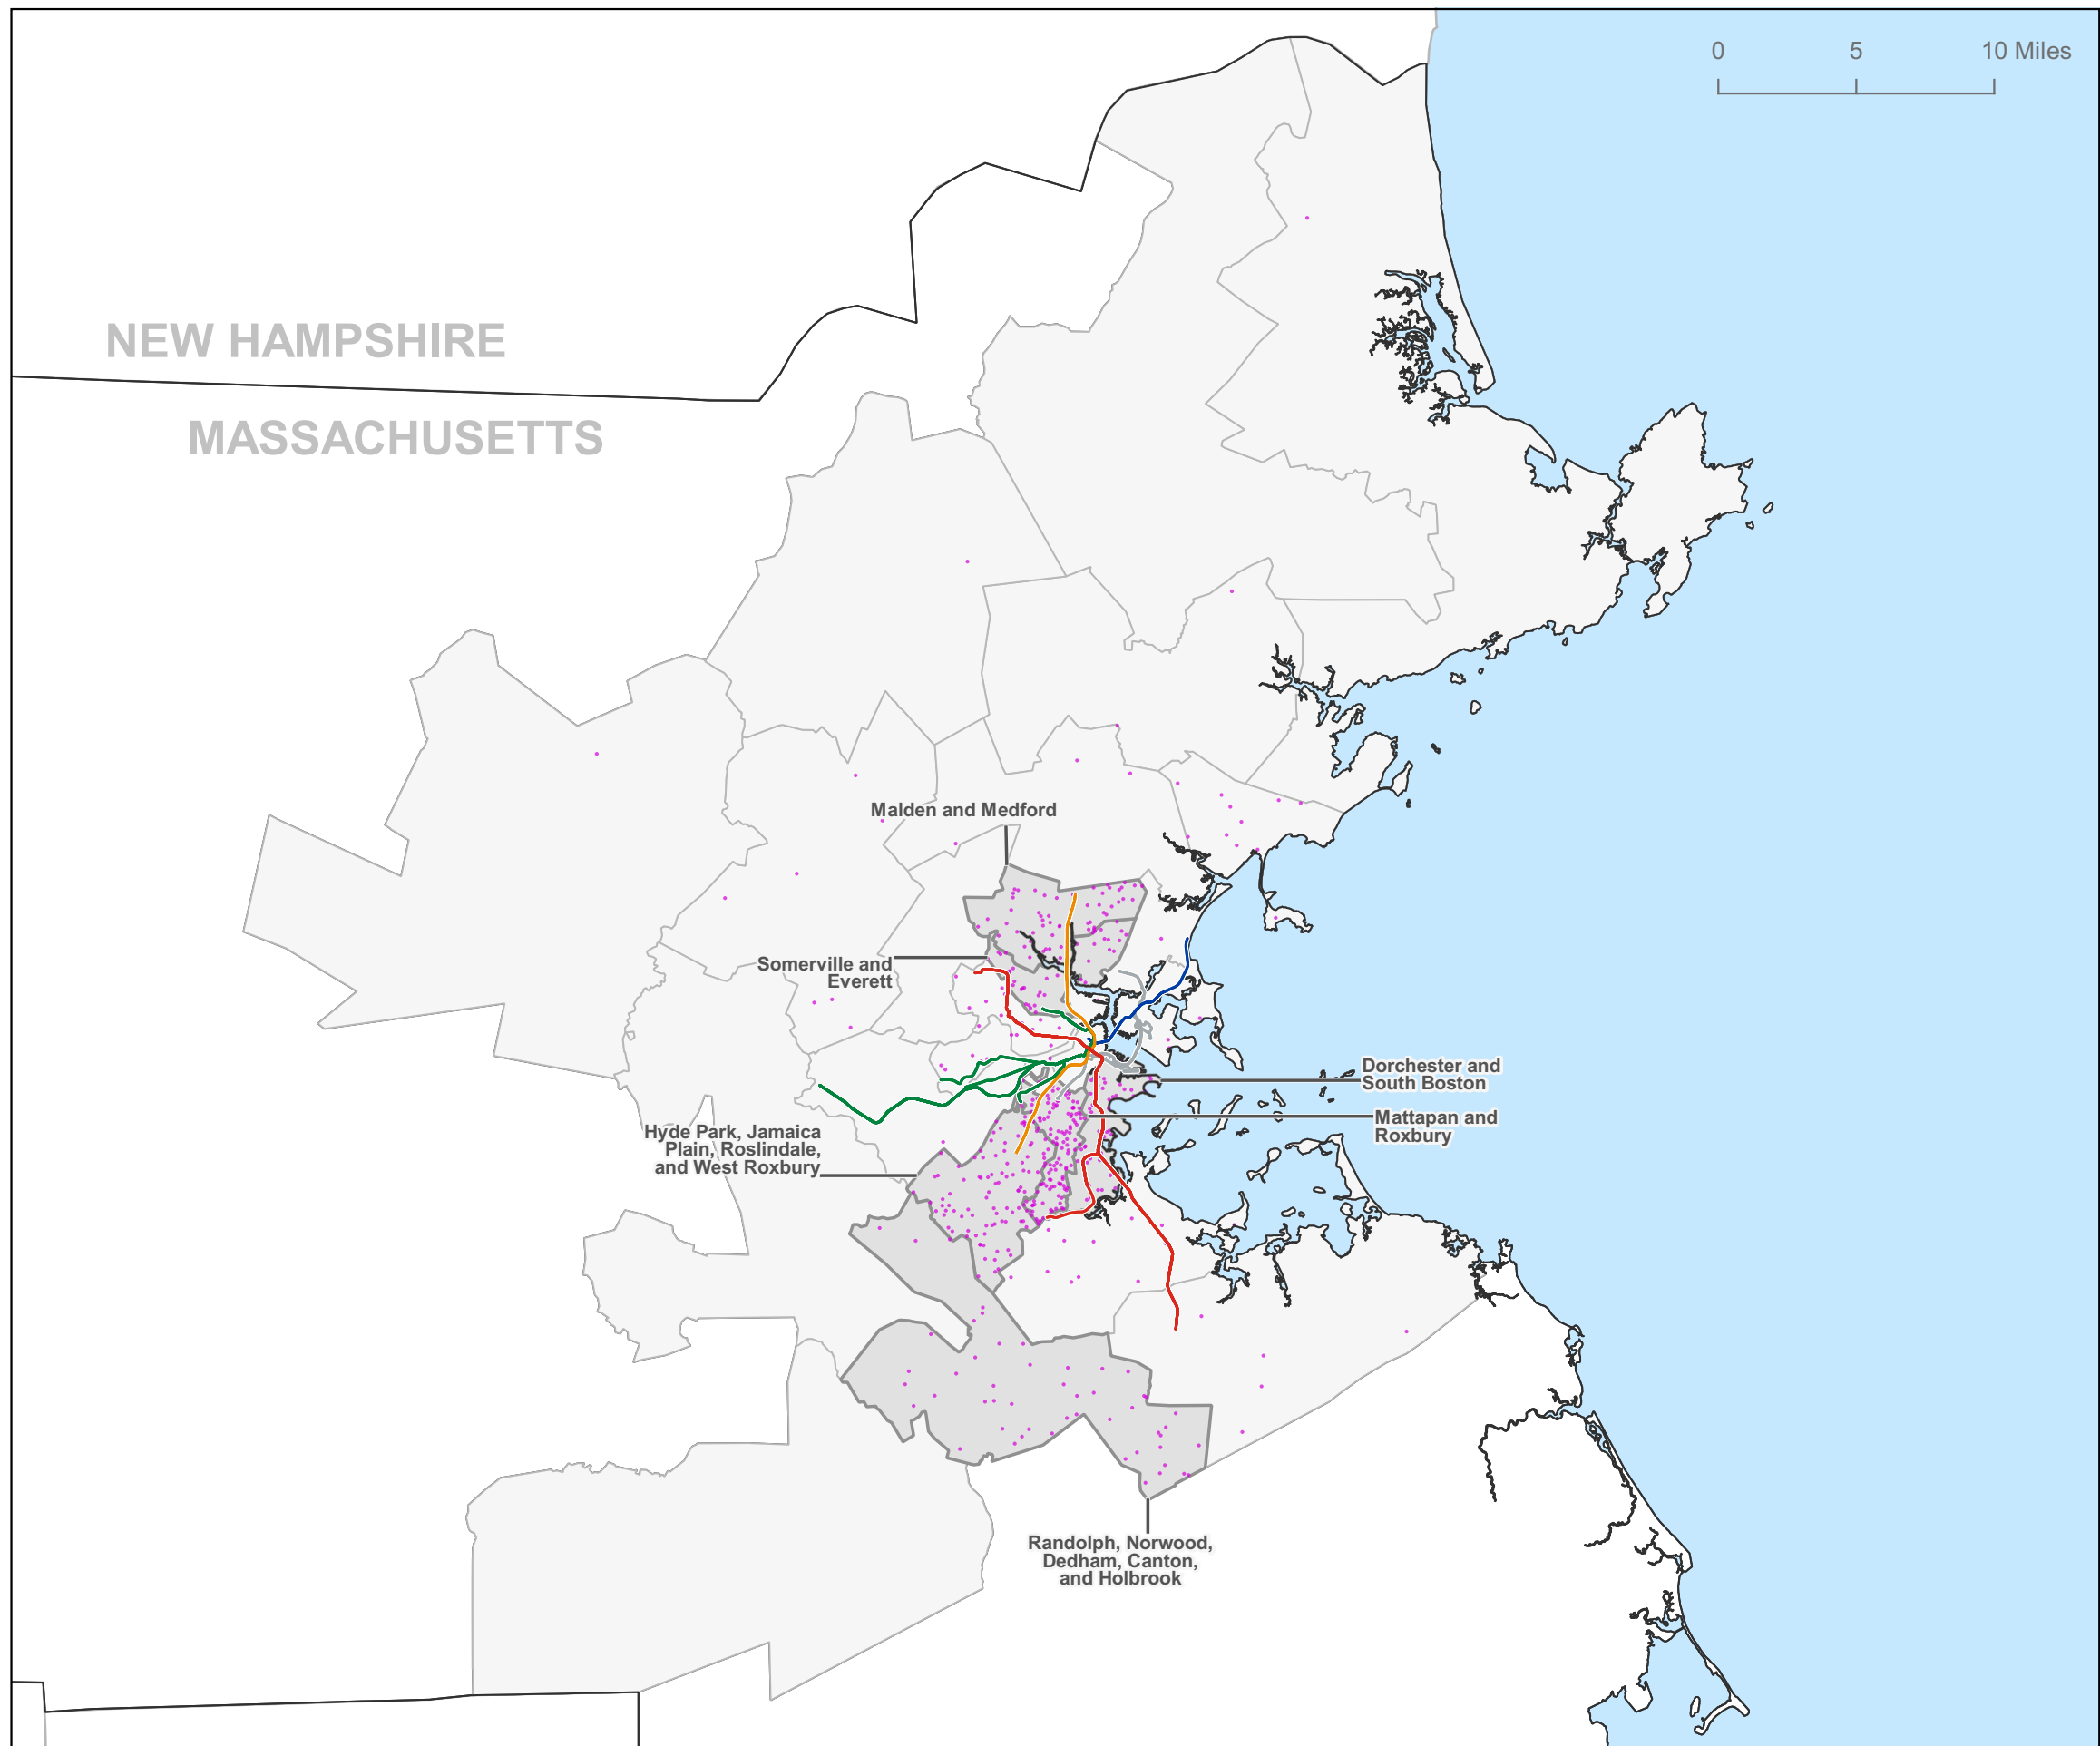 0 5 10 Miles
NEW HAMPSHIRE
MASSACHUSETTS
Malden and Medford
Somerville and
Everett
Dorchester and
South Boston
Mattapan and
Roxbury
Hyde Park, Jamaica
Plain, Roslindale,
and West Roxbury
Randolph, Norwood,
Dedham, Canton,
and Holbrook